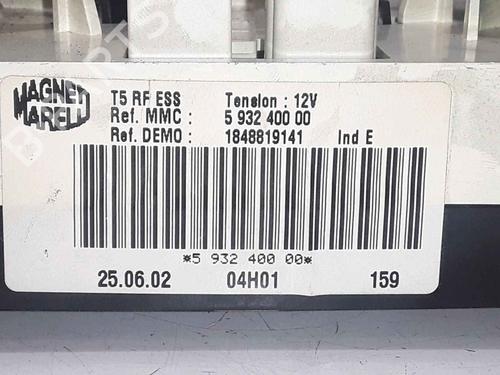 MAGNETI
MARELLI
T5 RF ESS Tension : 12V
Ref. MMC : 5 932 400 00
Ref. DEMO : 1848819141 Ind E
*5 932 400 00*
25.06.02 04H01 159